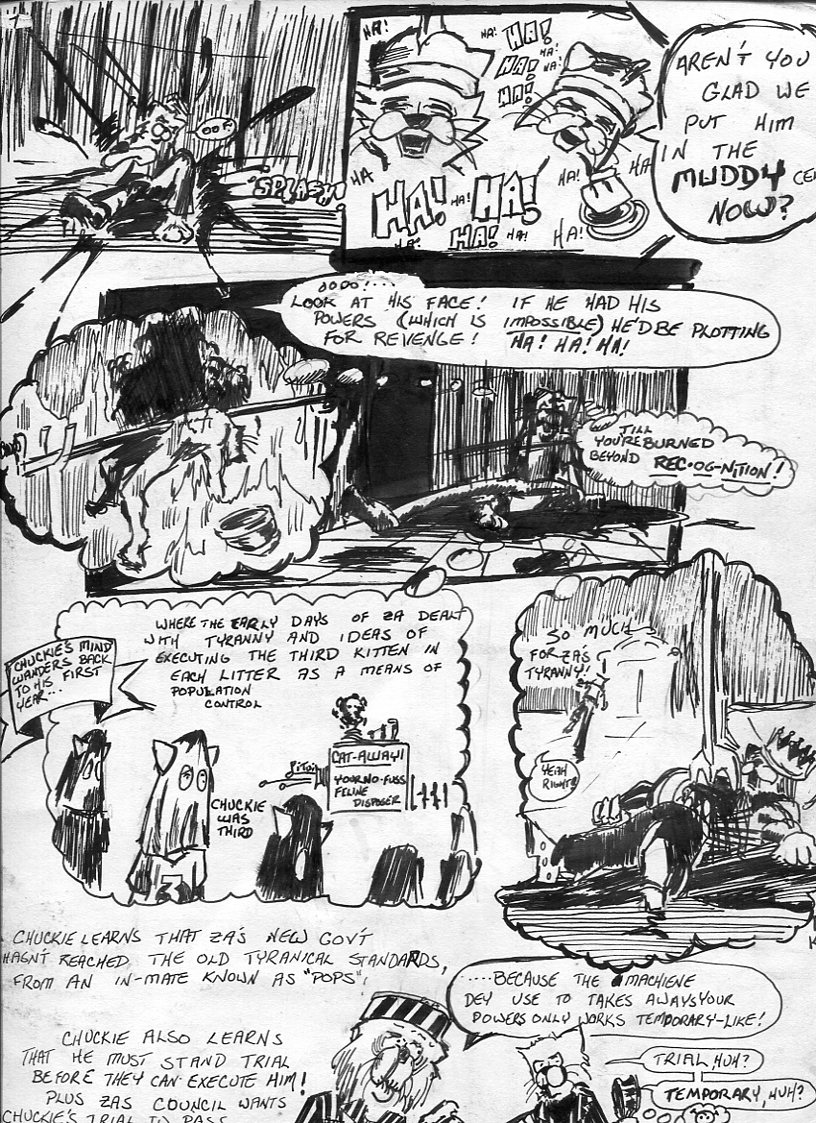 7
OOF
"SPLASH!"
HA!
HA! HA!
HA!
HA!
HA!
HA!
HA
HA!
HA!
HA!
HA!
HA!
HA!
HA
HA!
HA!
AREN'T YOU
GLAD WE
PUT HIM
IN THE
MUDDY CE
NOW?
OOOO!...
LOOK AT HIS FACE! IF HE HAD HIS
POWERS (WHICH IS IMPOSSIBLE) HE'D BE PLOTTING
FOR REVENGE! HA! HA! HA!
TILL
YOU'RE BURNED
BEYOND REC-OG-NITION!
CHUCKIE'S MIND
WANDERS BACK
TO HIS FIRST
YEAR...
WHERE THE EARLY DAYS OF ZA DEALT
WITH TYRANNY AND IDEAS OF
EXECUTING THE THIRD KITTEN IN
EACH LITTER AS A MEANS OF
POPULATION
CONTROL
CAT-AWAY!
YOUR NO-FUSS
FELINE
DISPOSER
CHUCKIE
WAS
THIRD
3
SO MUCH
FOR ZA'S
TYRANNY!
YEAH
RIGHT!
CHUCKIE LEARNS THAT ZA'S NEW GOV'T
HASN'T REACHED THE OLD TYRANICAL STANDARDS,
FROM AN IN-MATE KNOWN AS "POPS".
CHUCKIE ALSO LEARNS
THAT HE MUST STAND TRIAL
BEFORE THEY CAN EXECUTE HIM!
PLUS ZAS COUNCIL WANTS
CHUCKIE'S TRIAL TO PASS
....BECAUSE THE MACHIENE
DEY USE TO TAKES AWAYS YOUR
POWERS ONLY WORKS TEMPORARY-LIKE!
TRIAL, HUH?
TEMPORARY, HUH?